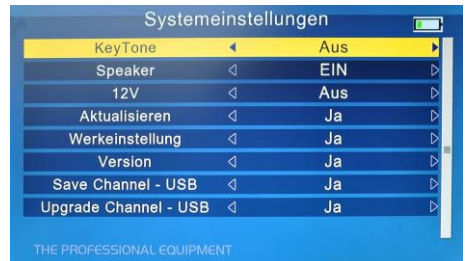 Systemeinstellungen
KeyTone Aus
Speaker EIN
12V Aus
Aktualisieren Ja
Werkeinstellung Ja
Version Ja
Save Channel - USB Ja
Upgrade Channel - USB Ja
THE PROFESSIONAL EQUIPMENT